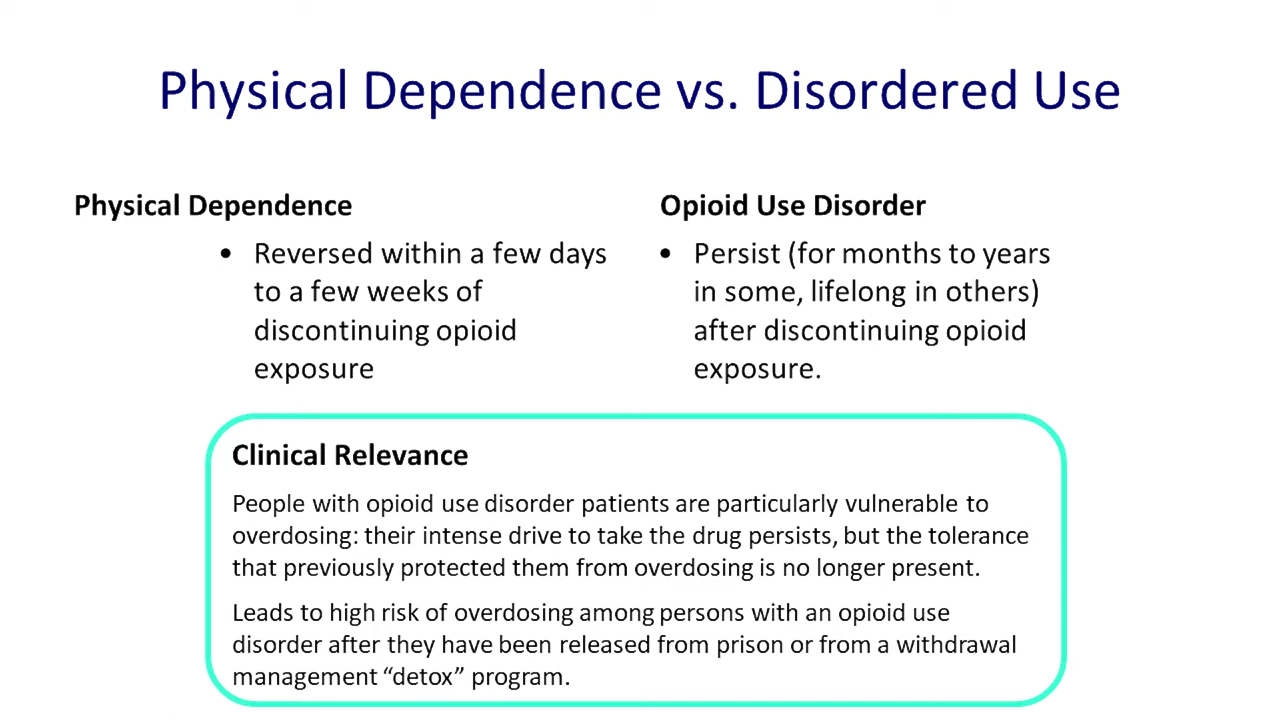 Physical Dependence vs. Disordered Use
Physical Dependence
• Reversed within a few days
to a few weeks of
discontinuing opioid
exposure
Opioid Use Disorder
• Persist (for months to years
in some, lifelong in others)
after discontinuing opioid
exposure.
Clinical Relevance
People with opioid use disorder patients are particularly vulnerable to
overdosing: their intense drive to take the drug persists, but the tolerance
that previously protected them from overdosing is no longer present.
Leads to high risk of overdosing among persons with an opioid use
disorder after they have been released from prison or from a withdrawal
management “detox” program.